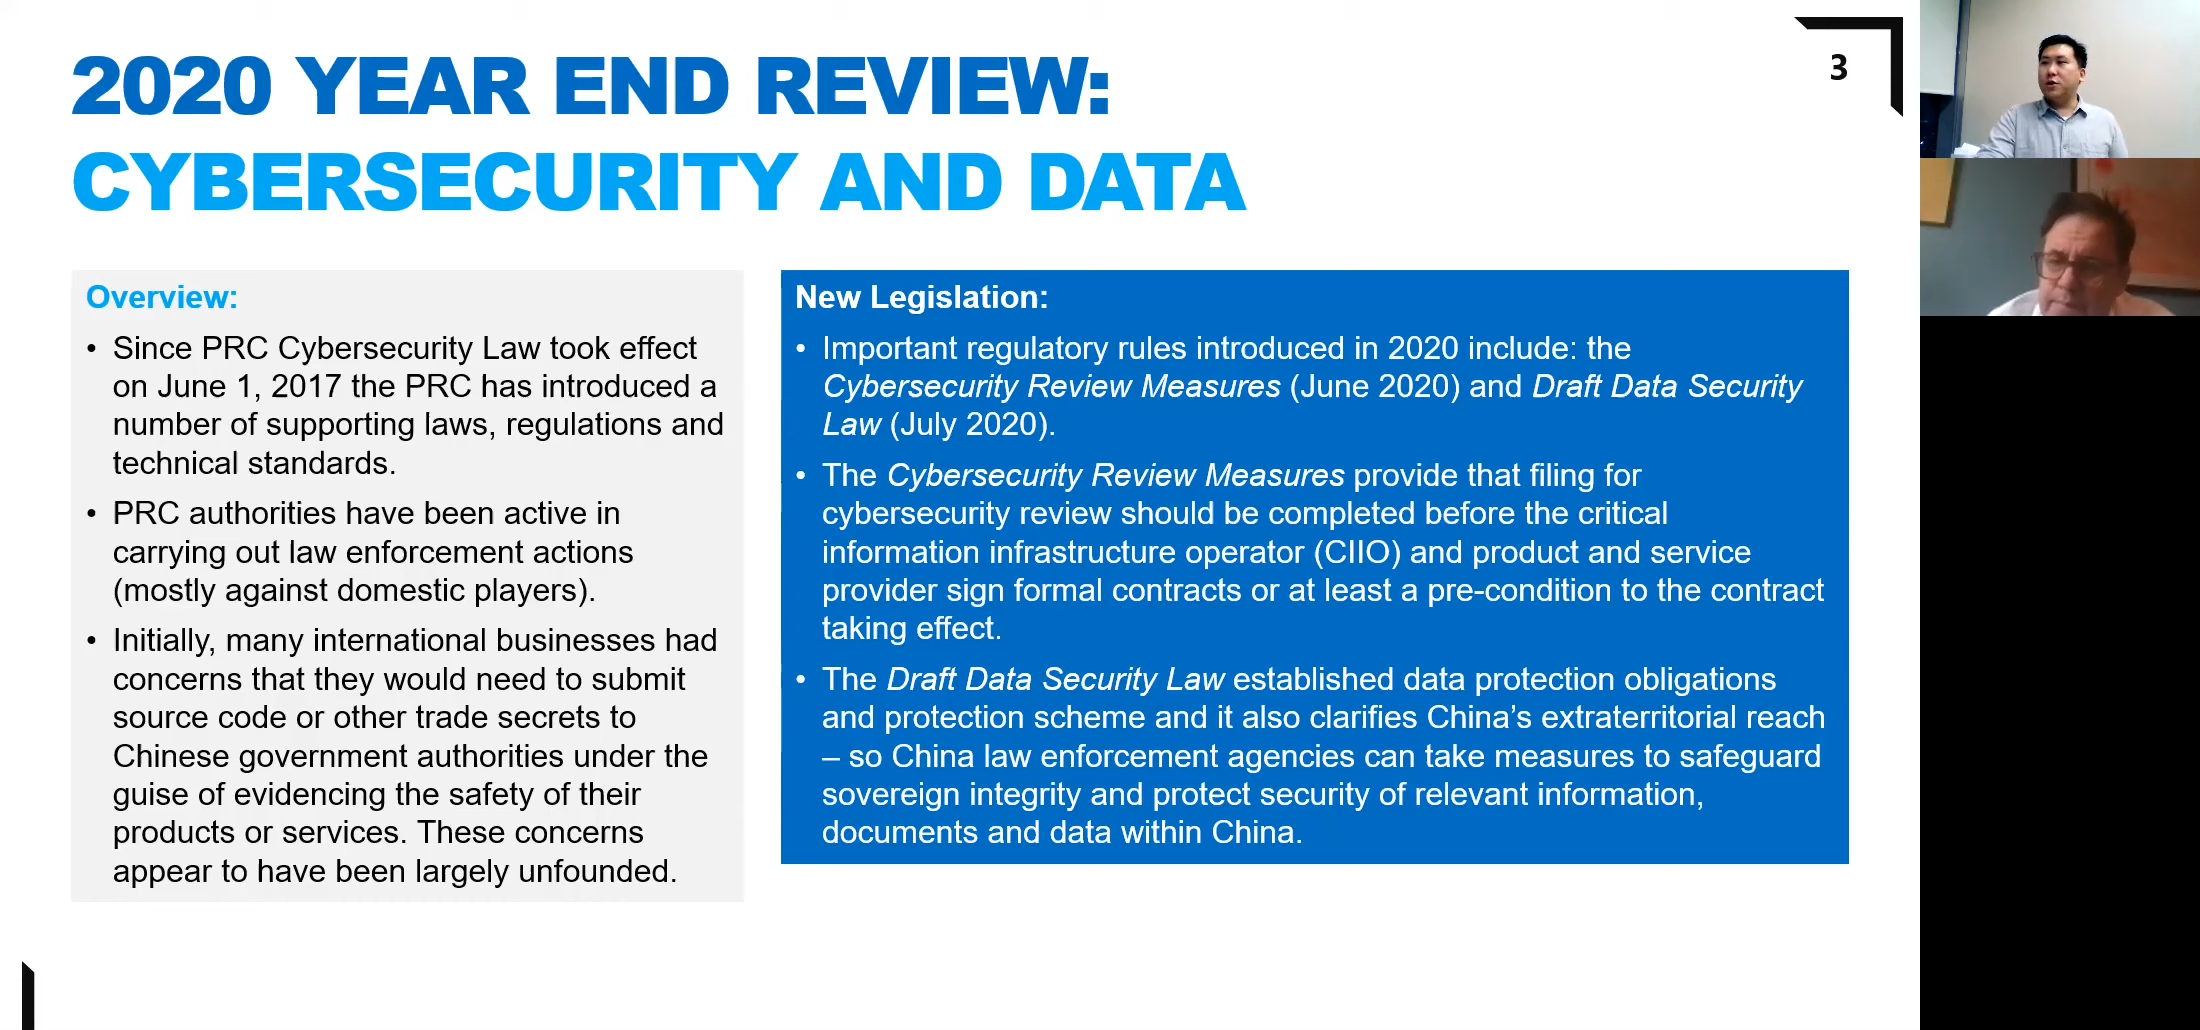 3
2020 YEAR END REVIEW:
CYBERSECURITY AND DATA
Overview:
• Since PRC Cybersecurity Law took effect
on June 1, 2017 the PRC has introduced a
number of supporting laws, regulations and
technical standards.
• PRC authorities have been active in
carrying out law enforcement actions
(mostly against domestic players).
• Initially, many international businesses had
concerns that they would need to submit
source code or other trade secrets to
Chinese government authorities under the
guise of evidencing the safety of their
products or services. These concerns
appear to have been largely unfounded.
New Legislation:
• Important regulatory rules introduced in 2020 include: the
Cybersecurity Review Measures (June 2020) and Draft Data Security
Law (July 2020).
• The Cybersecurity Review Measures provide that filing for
cybersecurity review should be completed before the critical
information infrastructure operator (CIIO) and product and service
provider sign formal contracts or at least a pre-condition to the contract
taking effect.
• The Draft Data Security Law established data protection obligations
and protection scheme and it also clarifies China’s extraterritorial reach
– so China law enforcement agencies can take measures to safeguard
sovereign integrity and protect security of relevant information,
documents and data within China.